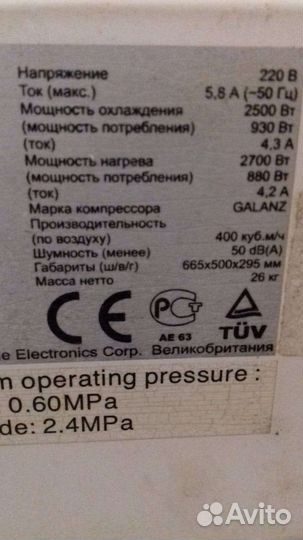 Напряжение 220 В
Ток (макс.) 5,8 А (~50 Гц)
Мощность охлаждения 2500 Вт
(мощность потребления) 930 Вт
(ток) 4,3 А
Мощность нагрева 2700 Вт
(мощность потребления) 880 Вт
(ток) 4,2 А
Марка компрессора GALANZ
Производительность
(по воздуху) 400 куб.м/ч
Шумность (менее) 50 dB(A)
Габариты (ш/в/г) 665x500x295 мм
Масса нетто 26 кг
CE РСТ TÜV
АЕ 63
e Electronics Corp. Великобритания
m operating pressure :
0.60MPa
de: 2.4MPa
Avito